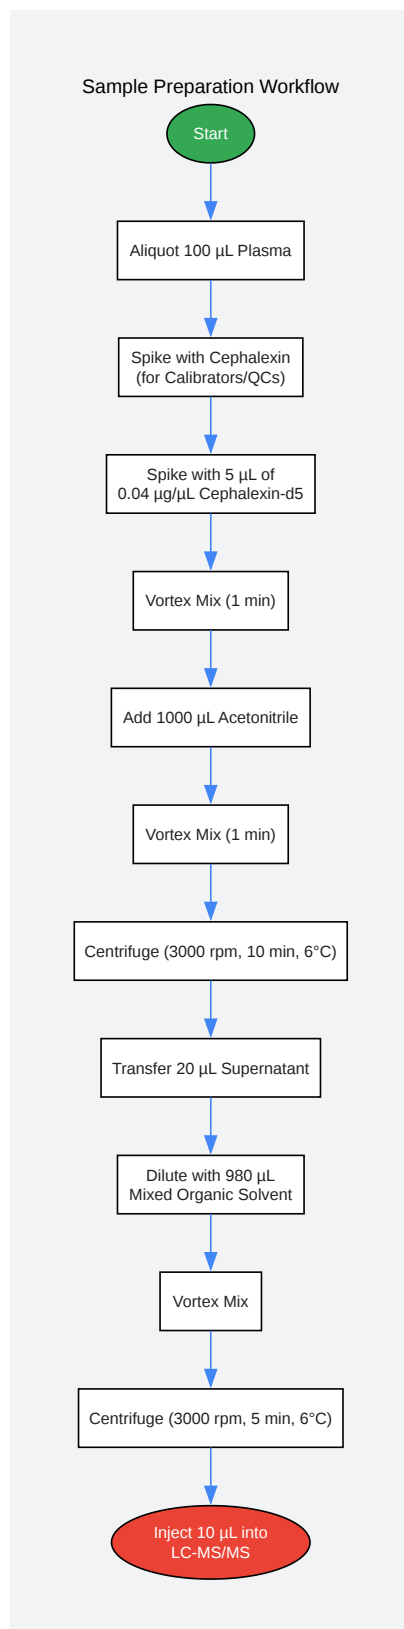 Sample Preparation Workflow
Start
Aliquot 100 µL Plasma
Spike with Cephalexin
(for Calibrators/QCs)
Spike with 5 µL of
0.04 µg/µL Cephalexin-d5
Vortex Mix (1 min)
Add 1000 µL Acetonitrile
Vortex Mix (1 min)
Centrifuge (3000 rpm, 10 min, 6°C)
Transfer 20 µL Supernatant
Dilute with 980 µL
Mixed Organic Solvent
Vortex Mix
Centrifuge (3000 rpm, 5 min, 6°C)
Inject 10 µL into
LC-MS/MS